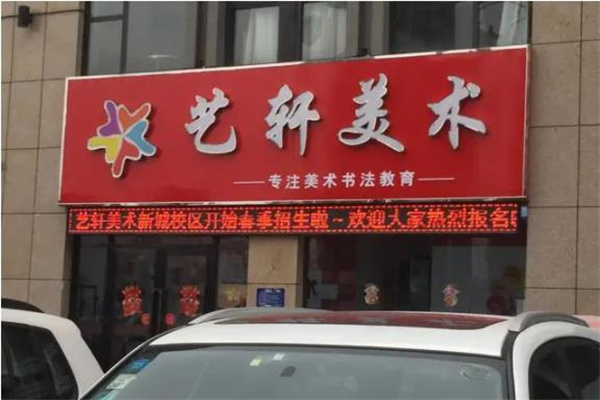 艺轩美术
专注美术书法教育
艺轩美术新城校区开始春季招生啦~欢迎大家热烈报名